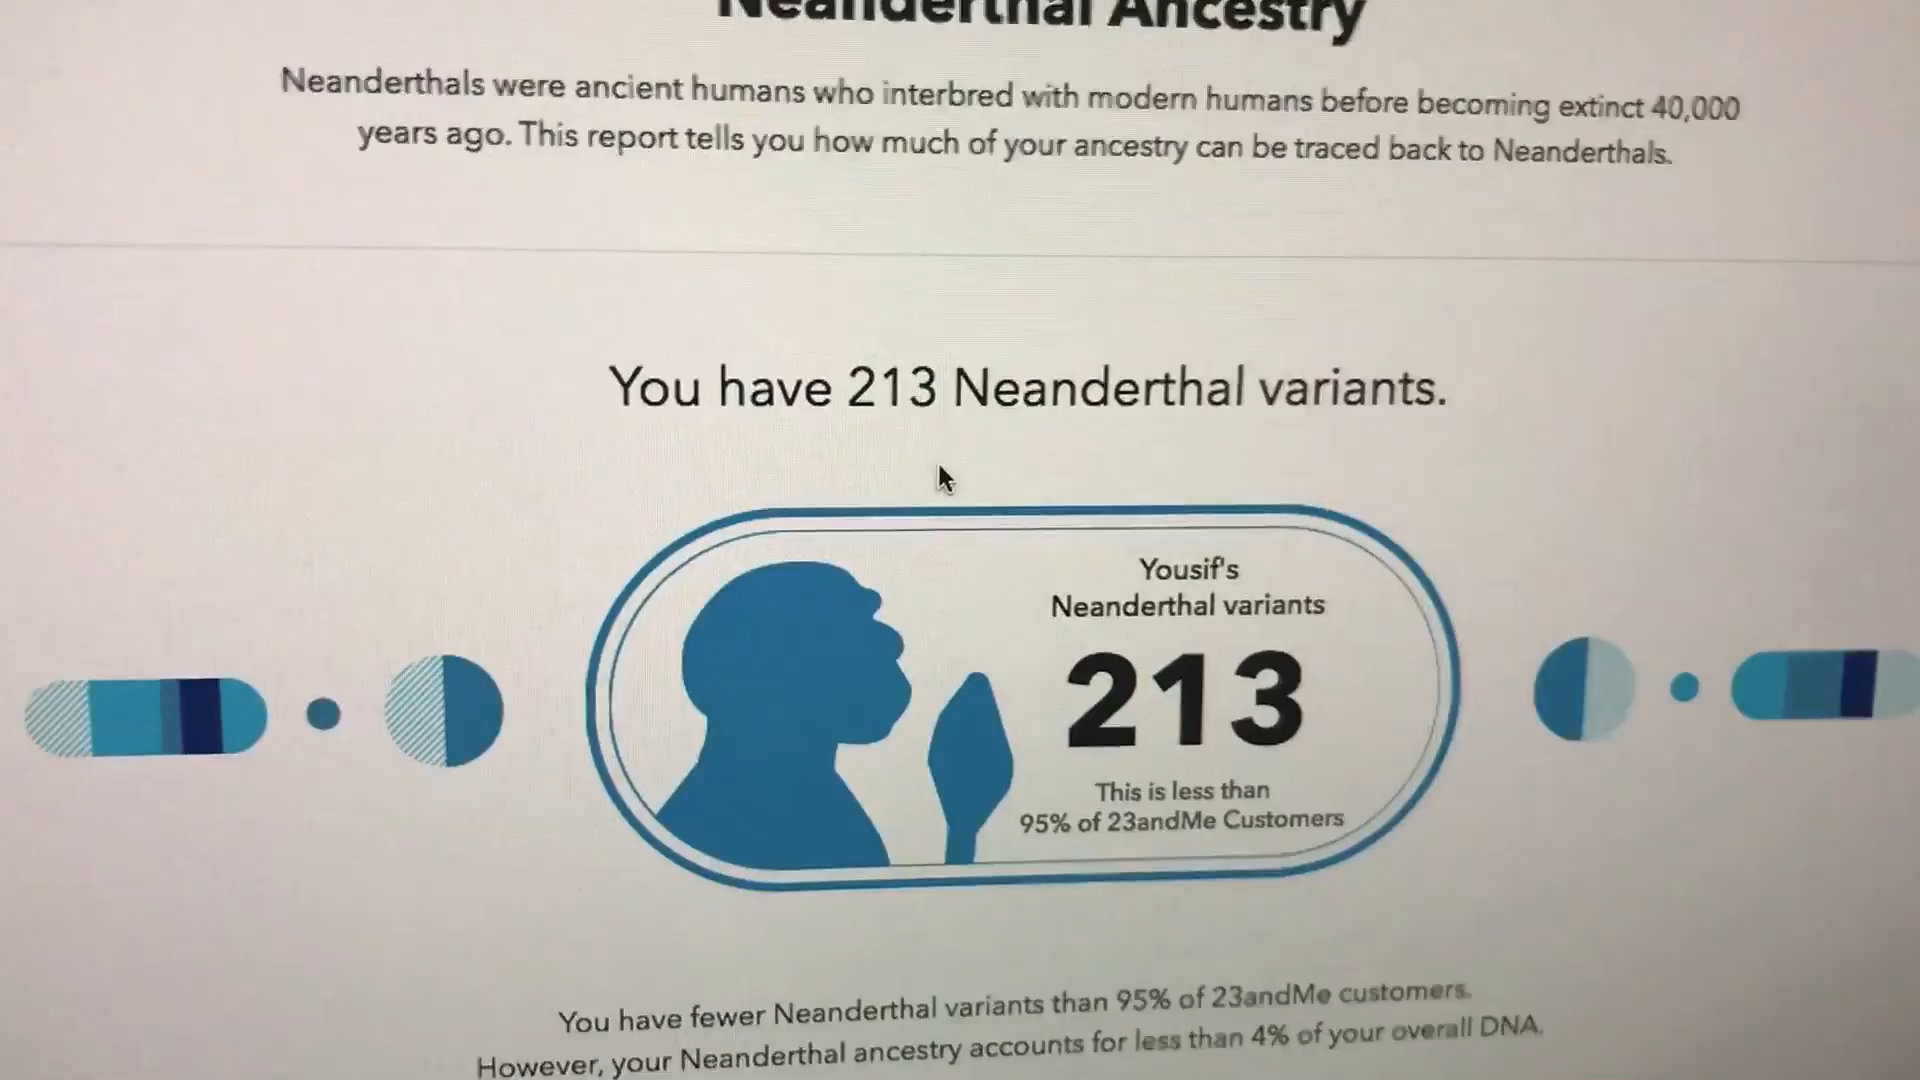 Neanderthal Ancestry
Neanderthals were ancient humans who interbred with modern humans before becoming extinct 40,000
years ago. This report tells you how much of your ancestry can be traced back to Neanderthals.
You have 213 Neanderthal variants.
Yousif's
Neanderthal variants
213
This is less than
95% of 23andMe Customers
You have fewer Neanderthal variants than 95% of 23andMe customers.
However, your Neanderthal ancestry accounts for less than 4% of your overall DNA.